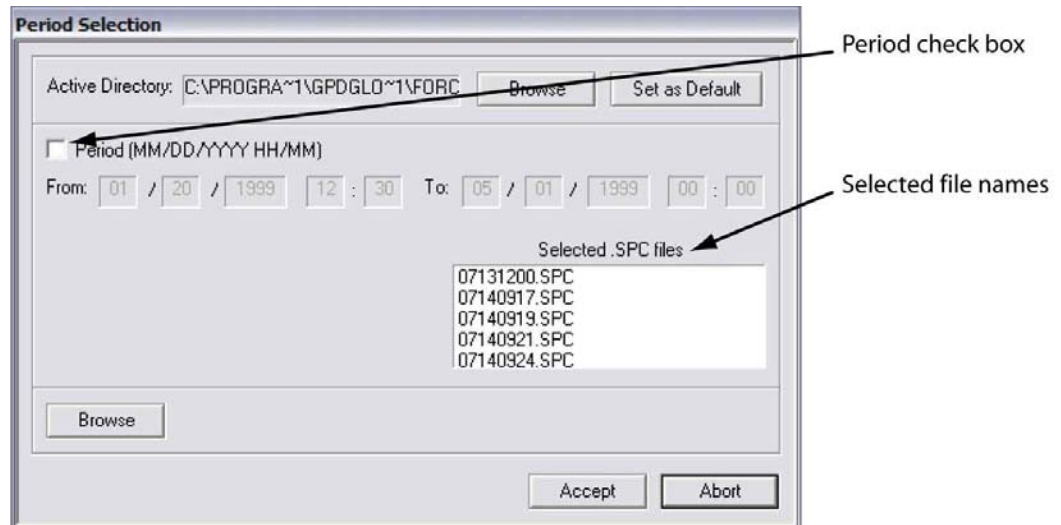 Period Selection
Period check box
Active Directory: C:\PROGRA~1\GPDGLO~1\FORC Browse Set as Default
Period (MM/DD/YYYY HH/MM)
From: 01 / 20 / 1999 12 : 30 To: 05 / 01 / 1999 00 : 00
Selected file names
Selected .SPC files
07131200.SPC
07140917.SPC
07140919.SPC
07140921.SPC
07140924.SPC
Browse
Accept Abort